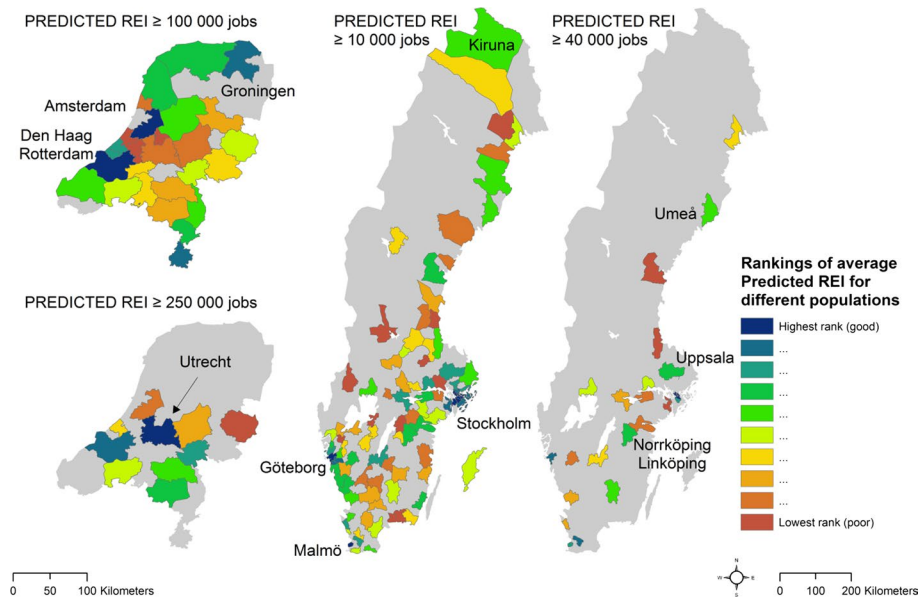 PREDICTED REI ≥ 100 000 jobs
Groningen
Amsterdam
Den Haag
Rotterdam
PREDICTED REI ≥ 250 000 jobs
Utrecht
0 50 100 Kilometers
PREDICTED REI
≥ 10 000 jobs
Kiruna
Stockholm
Göteborg
Malmö
PREDICTED REI
≥ 40 000 jobs
Umeå
Uppsala
Norrköping
Linköping
Rankings of average
Predicted REI for
different populations
Highest rank (good)
...
...
...
...
...
...
...
...
Lowest rank (poor)
N
W E
S
0 100 200 Kilometers